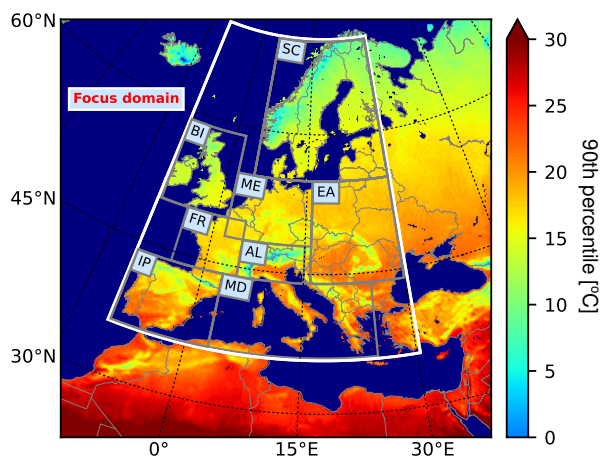 60°N
45°N
30°N
0°
15°E
30°E
Focus domain
SC
BI
ME
EA
FR
AL
IP
MD
30
25
20
15
10
5
0
90th percentile [°C]